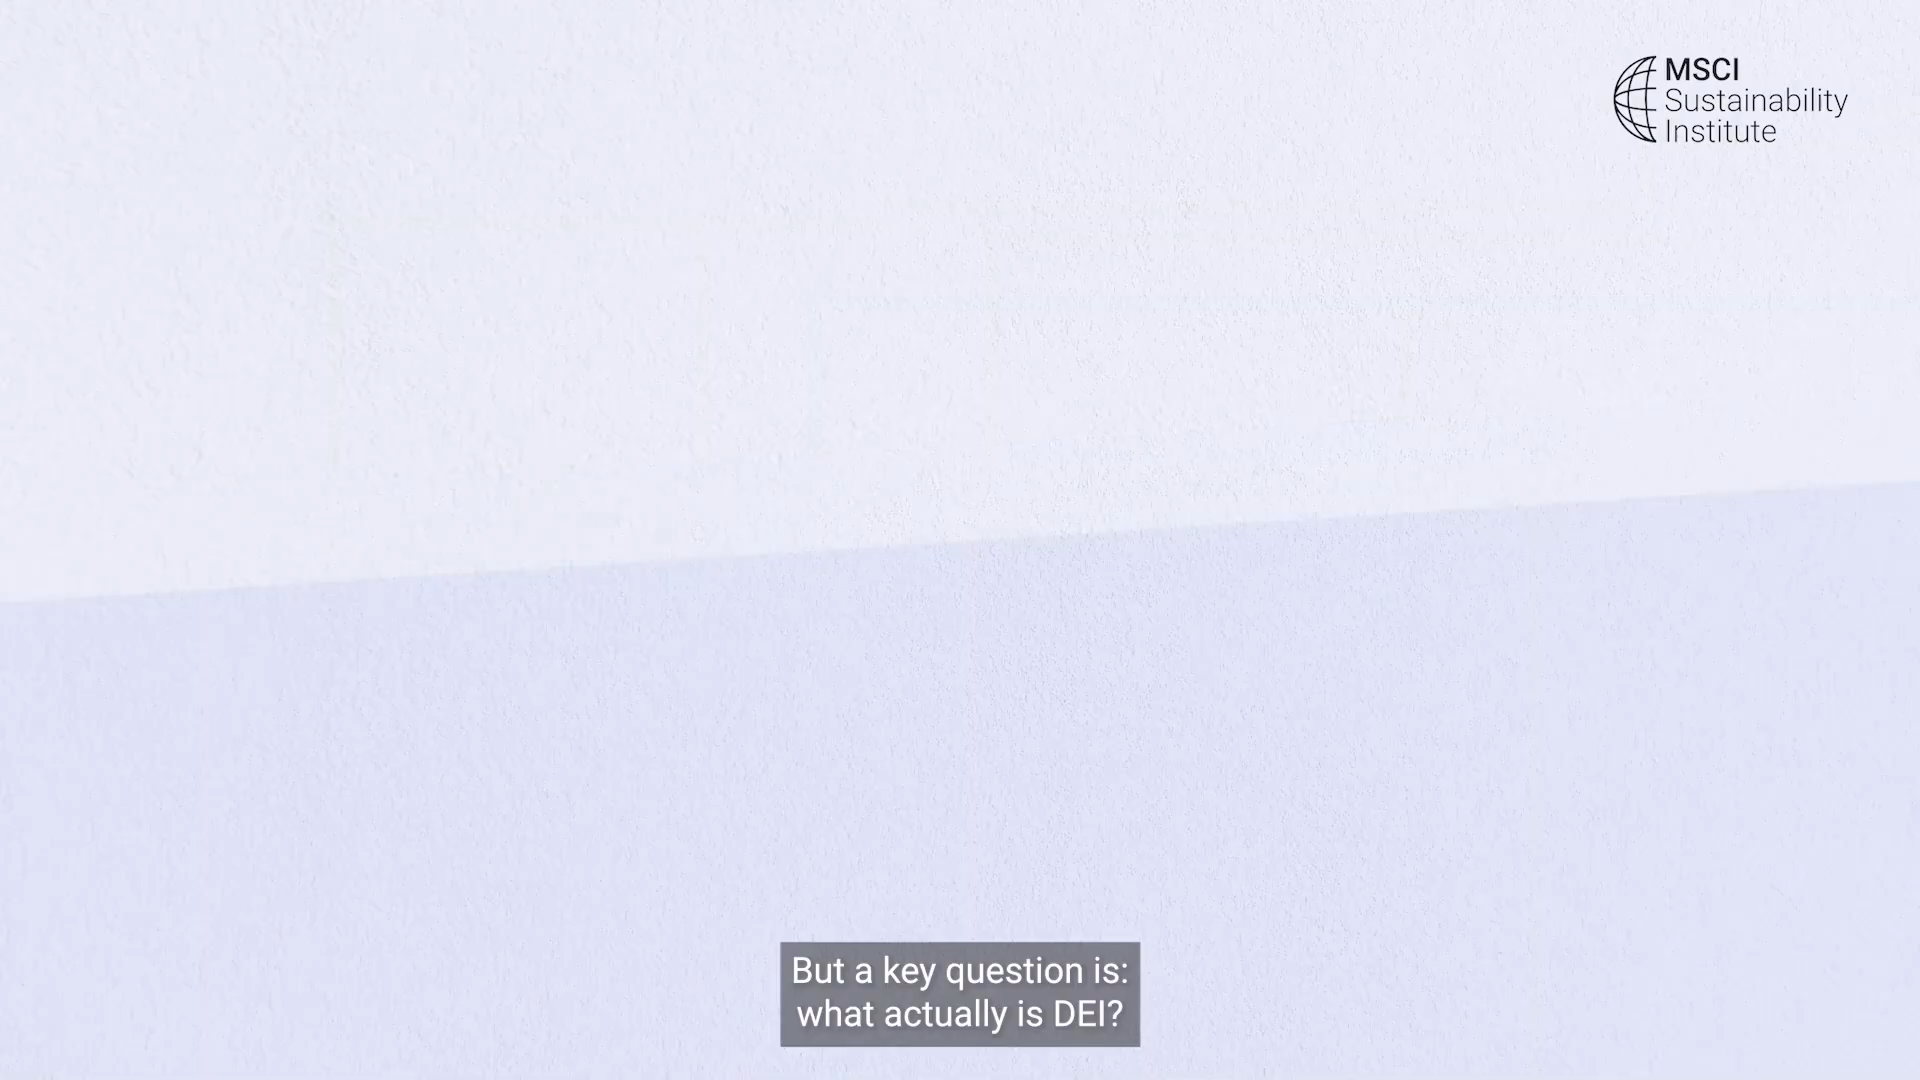 MSCI
Sustainability
Institute
But a key question is:
what actually is DEI?